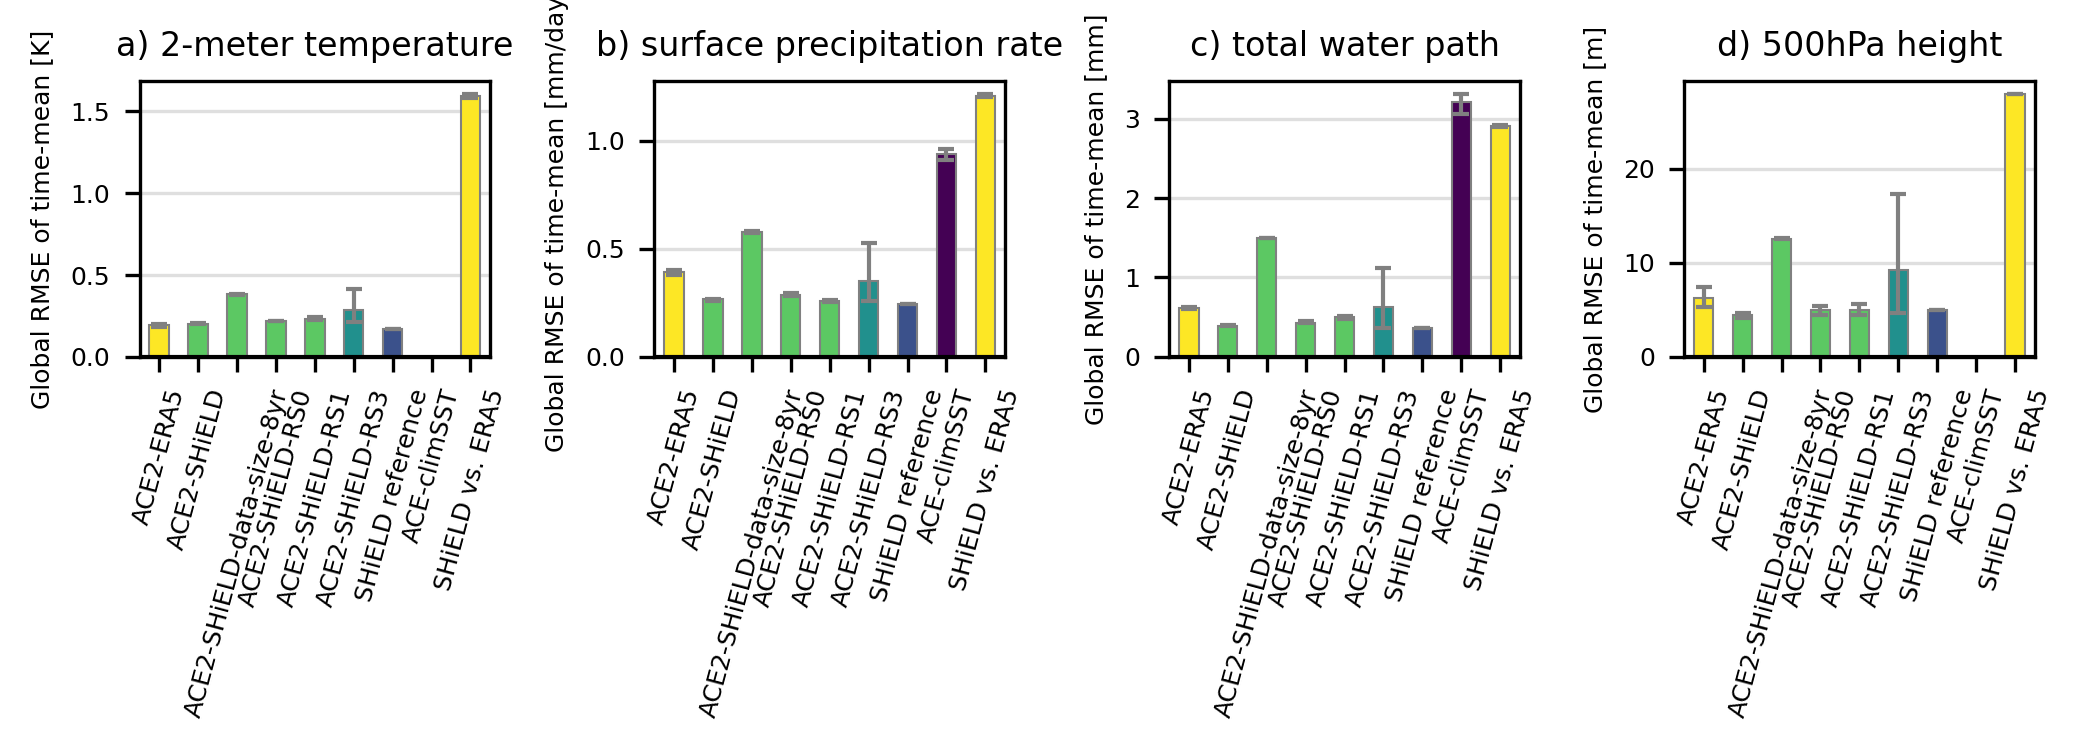 a) 2-meter temperature
Global RMSE of time-mean [K]
1.5
1.0
0.5
0.0
ACE2-ERA5
ACE2-SHiELD
ACE2-SHiELD-data-size-8yr
ACE2-SHiELD-RS0
ACE2-SHiELD-RS1
ACE2-SHiELD-RS3
SHiELD reference
ACE-climSST
SHiELD vs. ERA5
b) surface precipitation rate
Global RMSE of time-mean [mm/day
1.0
0.5
0.0
ACE2-ERA5
ACE2-SHiELD
ACE2-SHiELD-data-size-8yr
ACE2-SHiELD-RS0
ACE2-SHiELD-RS1
ACE2-SHiELD-RS3
SHiELD reference
ACE-climSST
SHiELD vs. ERA5
c) total water path
Global RMSE of time-mean [mm]
3
2
1
0
ACE2-ERA5
ACE2-SHiELD
ACE2-SHiELD-data-size-8yr
ACE2-SHiELD-RS0
ACE2-SHiELD-RS1
ACE2-SHiELD-RS3
SHiELD reference
ACE-climSST
SHiELD vs. ERA5
d) 500hPa height
Global RMSE of time-mean [m]
20
10
0
ACE2-ERA5
ACE2-SHiELD
ACE2-SHiELD-data-size-8yr
ACE2-SHiELD-RS0
ACE2-SHiELD-RS1
ACE2-SHiELD-RS3
SHiELD reference
ACE-climSST
SHiELD vs. ERA5